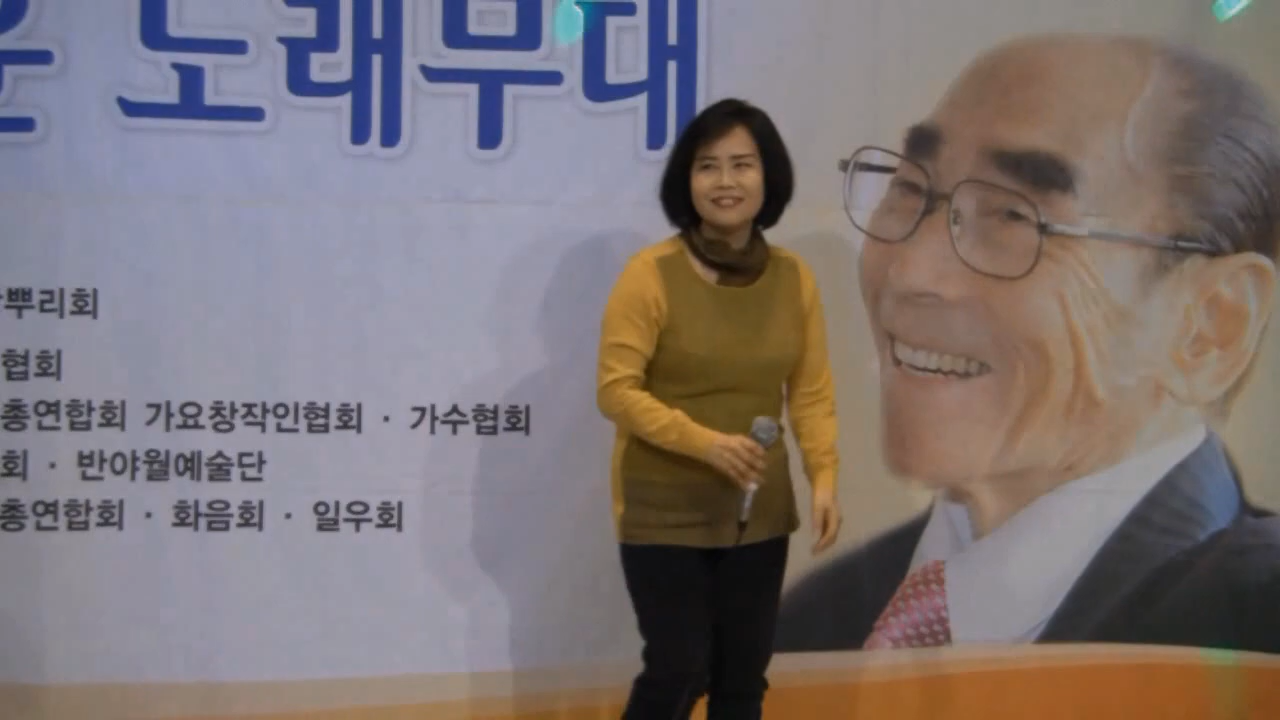 노래무대
뿌리회
협회
총연합회 가요창작인협회 · 가수협회
회 · 반야월예술단
총연합회 · 화음회 · 일우회